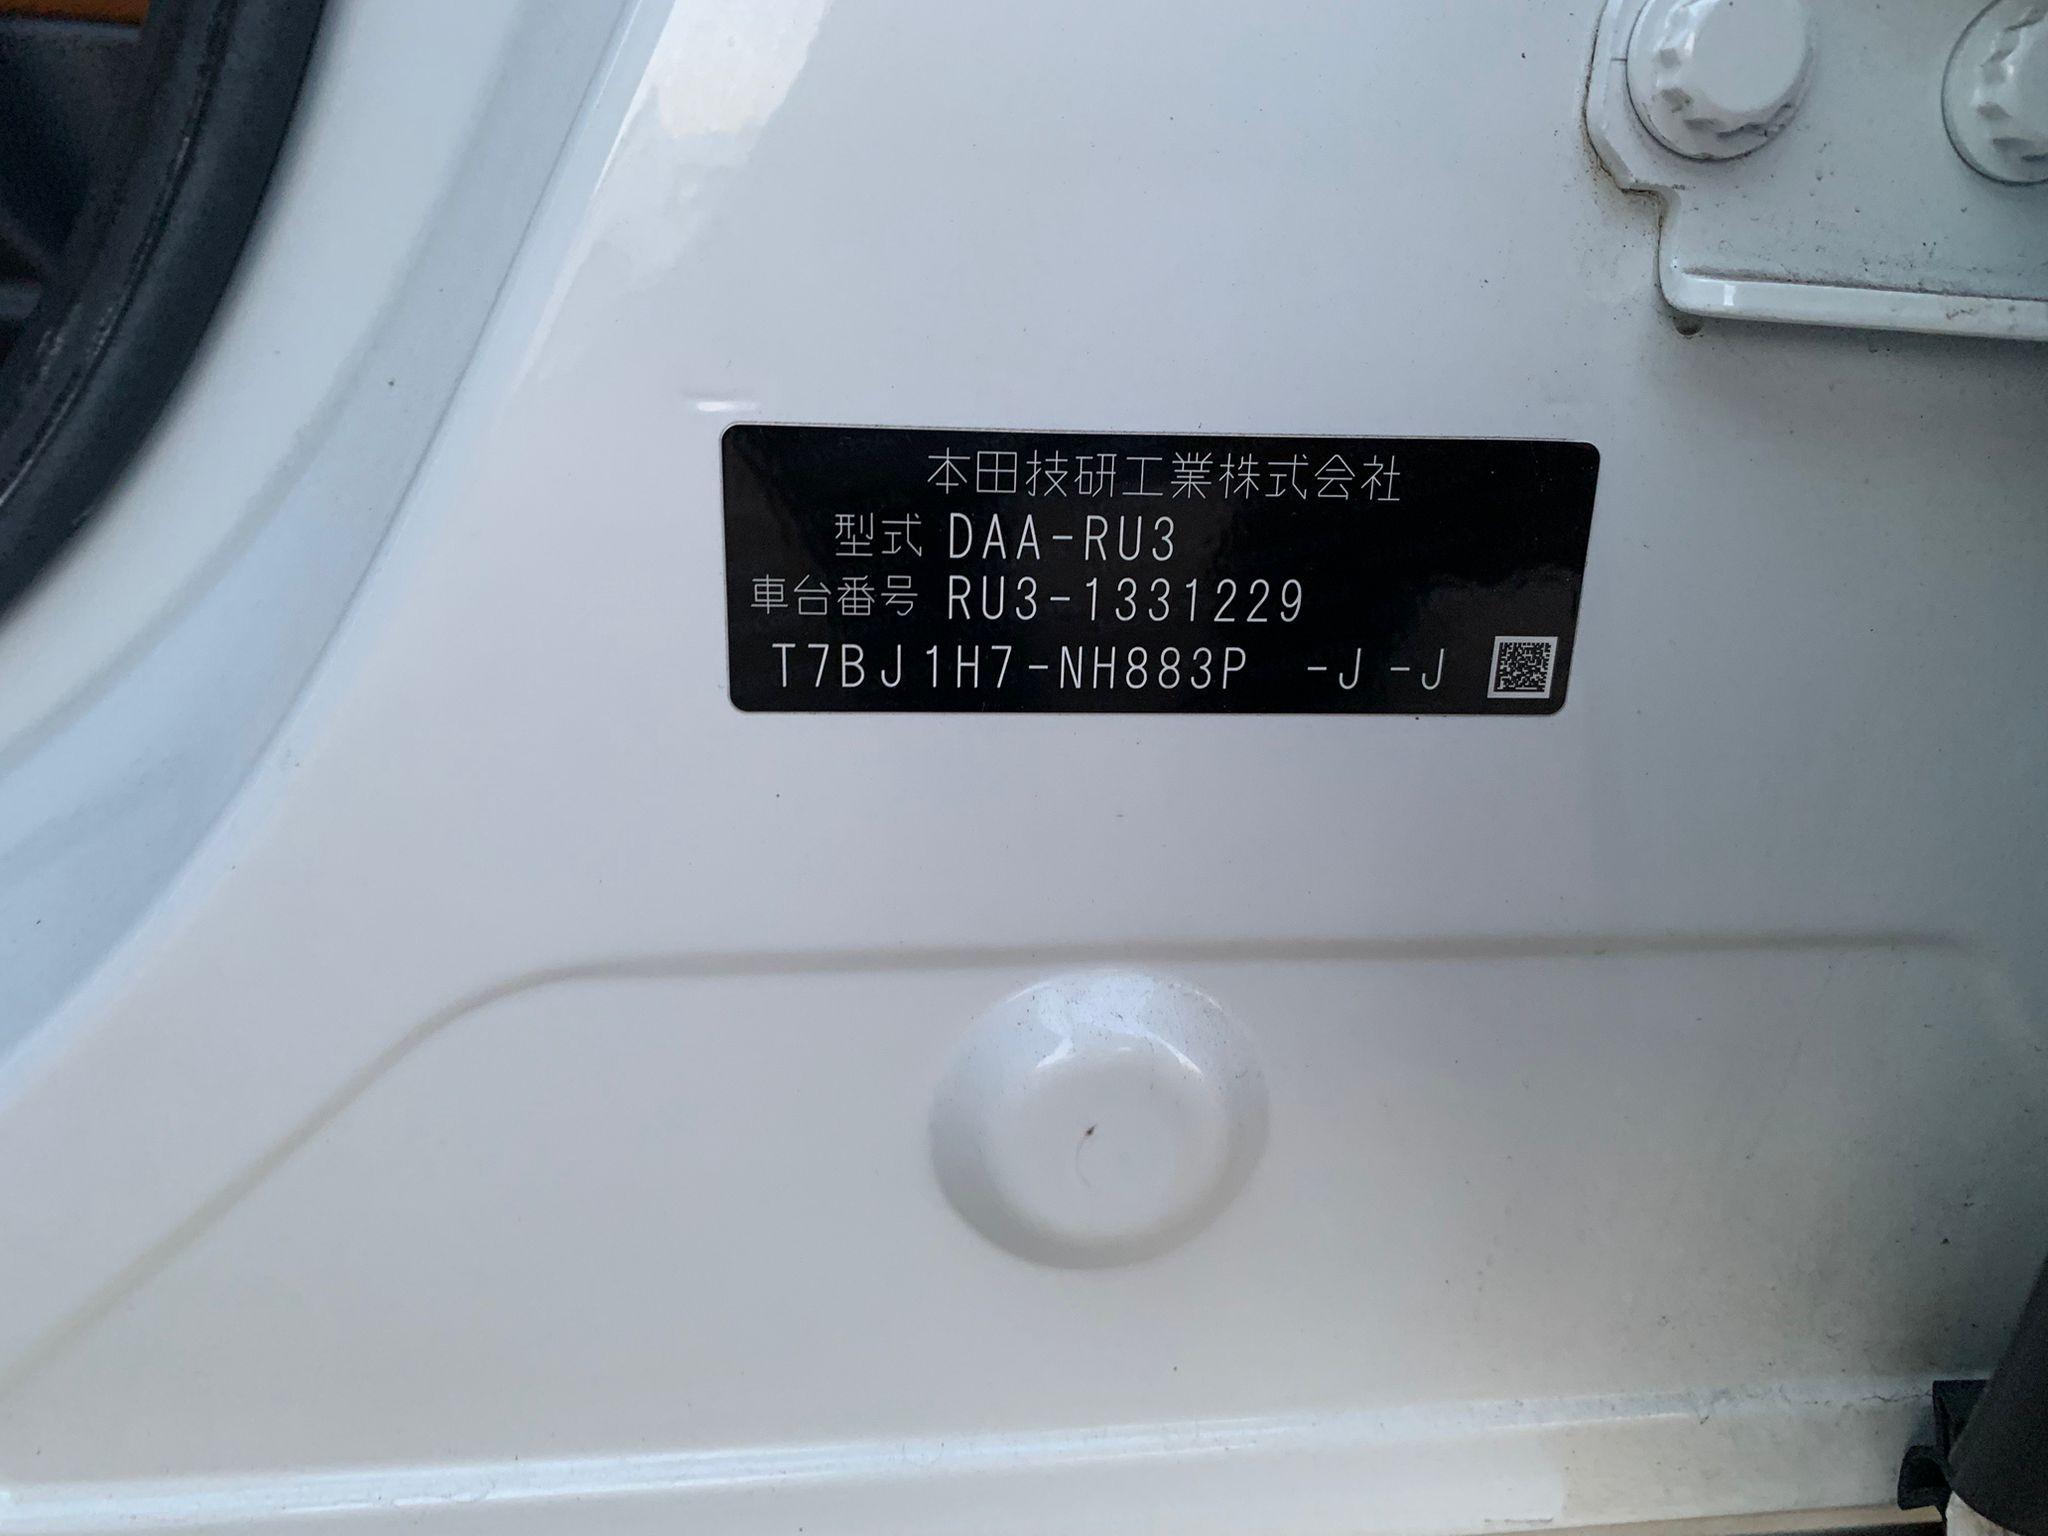 本田技研工業株式会社
型式 DAA-RU3
車台番号 RU3-1331229
T7BJ1H7-NH883P -J -J